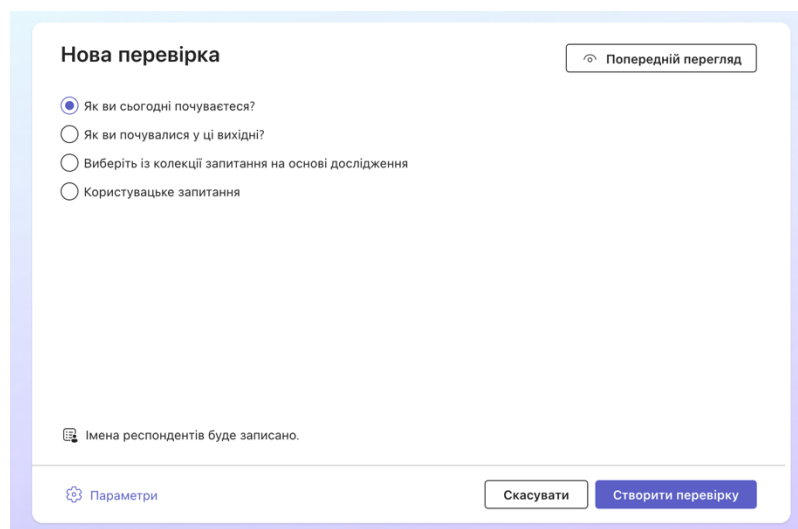 Нова перевірка
Попередній перегляд
Як ви сьогодні почуваєтеся?
Як ви почувалися у ці вихідні?
Виберіть із колекції запитання на основі дослідження
Користувацьке запитання
Імена респондентів буде записано.
Параметри
Скасувати
Створити перевірку